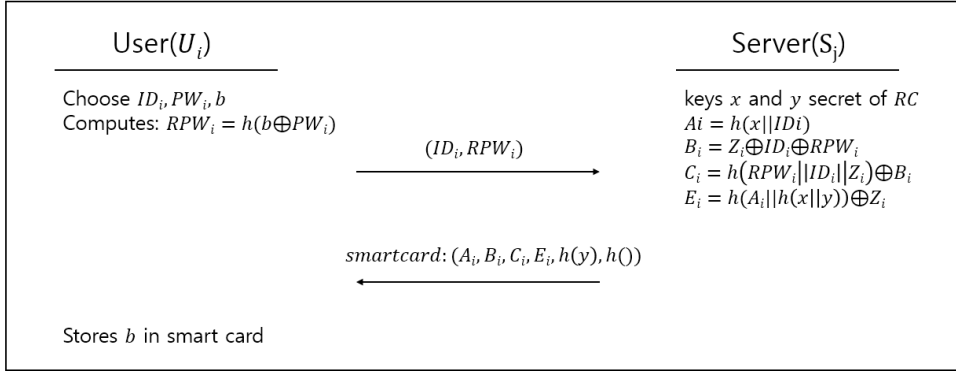 User(U_i)
Choose ID_i, PW_i, b
Computes: RPW_i = h(b⊕PW_i)
(ID_i, RPW_i)
Server(S_j)
keys x and y secret of RC
Ai = h(x||IDi)
B_i = Z_i⊕ID_i⊕RPW_i
C_i = h(RPW_i||ID_i||Z_i)⊕B_i
E_i = h(A_i||h(x||y))⊕Z_i
smartcard: (A_i, B_i, C_i, E_i, h(y), h())
Stores b in smart card